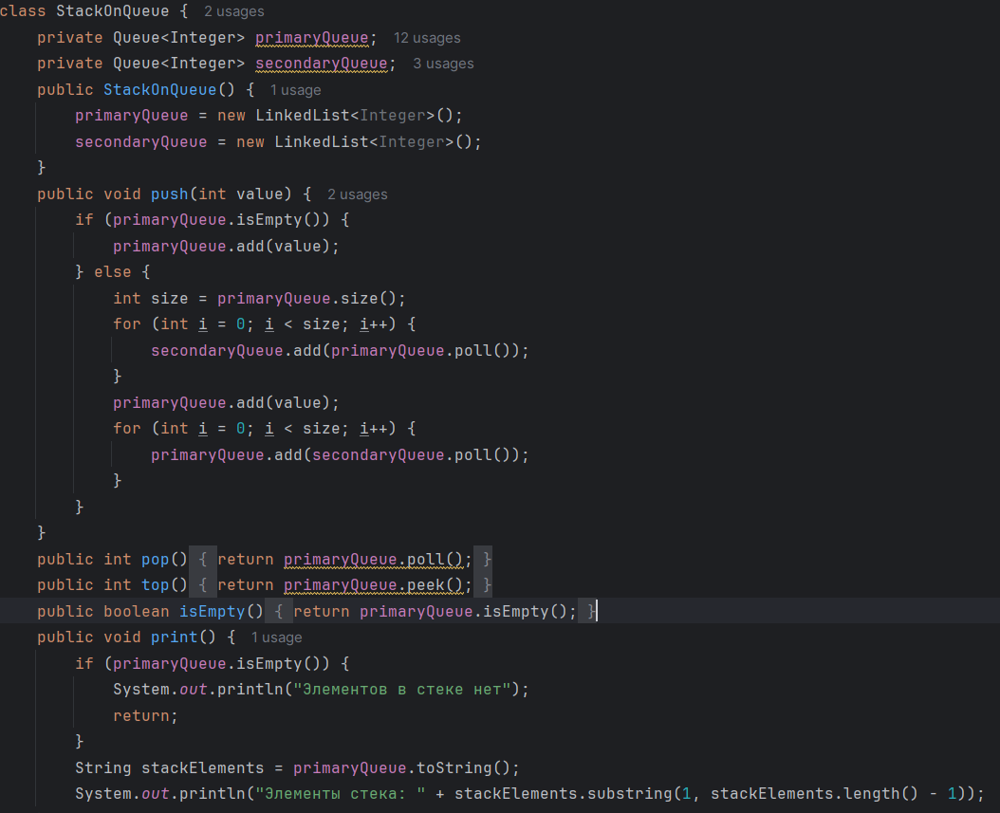 class StackOnQueue { 2 usages
    private Queue<Integer> primaryQueue; 12 usages
    private Queue<Integer> secondaryQueue; 3 usages
    public StackOnQueue() { 1 usage
        primaryQueue = new LinkedList<Integer>();
        secondaryQueue = new LinkedList<Integer>();
    }
    public void push(int value) { 2 usages
        if (primaryQueue.isEmpty()) {
            primaryQueue.add(value);
        } else {
            int size = primaryQueue.size();
            for (int i = 0; i < size; i++) {
                secondaryQueue.add(primaryQueue.poll());
            }
            primaryQueue.add(value);
            for (int i = 0; i < size; i++) {
                primaryQueue.add(secondaryQueue.poll());
            }
        }
    }
    public int pop() { return primaryQueue.poll(); }
    public int top() { return primaryQueue.peek(); }
    public boolean isEmpty() { return primaryQueue.isEmpty(); }
    public void print() { 1 usage
        if (primaryQueue.isEmpty()) {
            System.out.println("Элементов в стеке нет");
            return;
        }
        String stackElements = primaryQueue.toString();
        System.out.println("Элементы стека: " + stackElements.substring(1, stackElements.length() - 1));